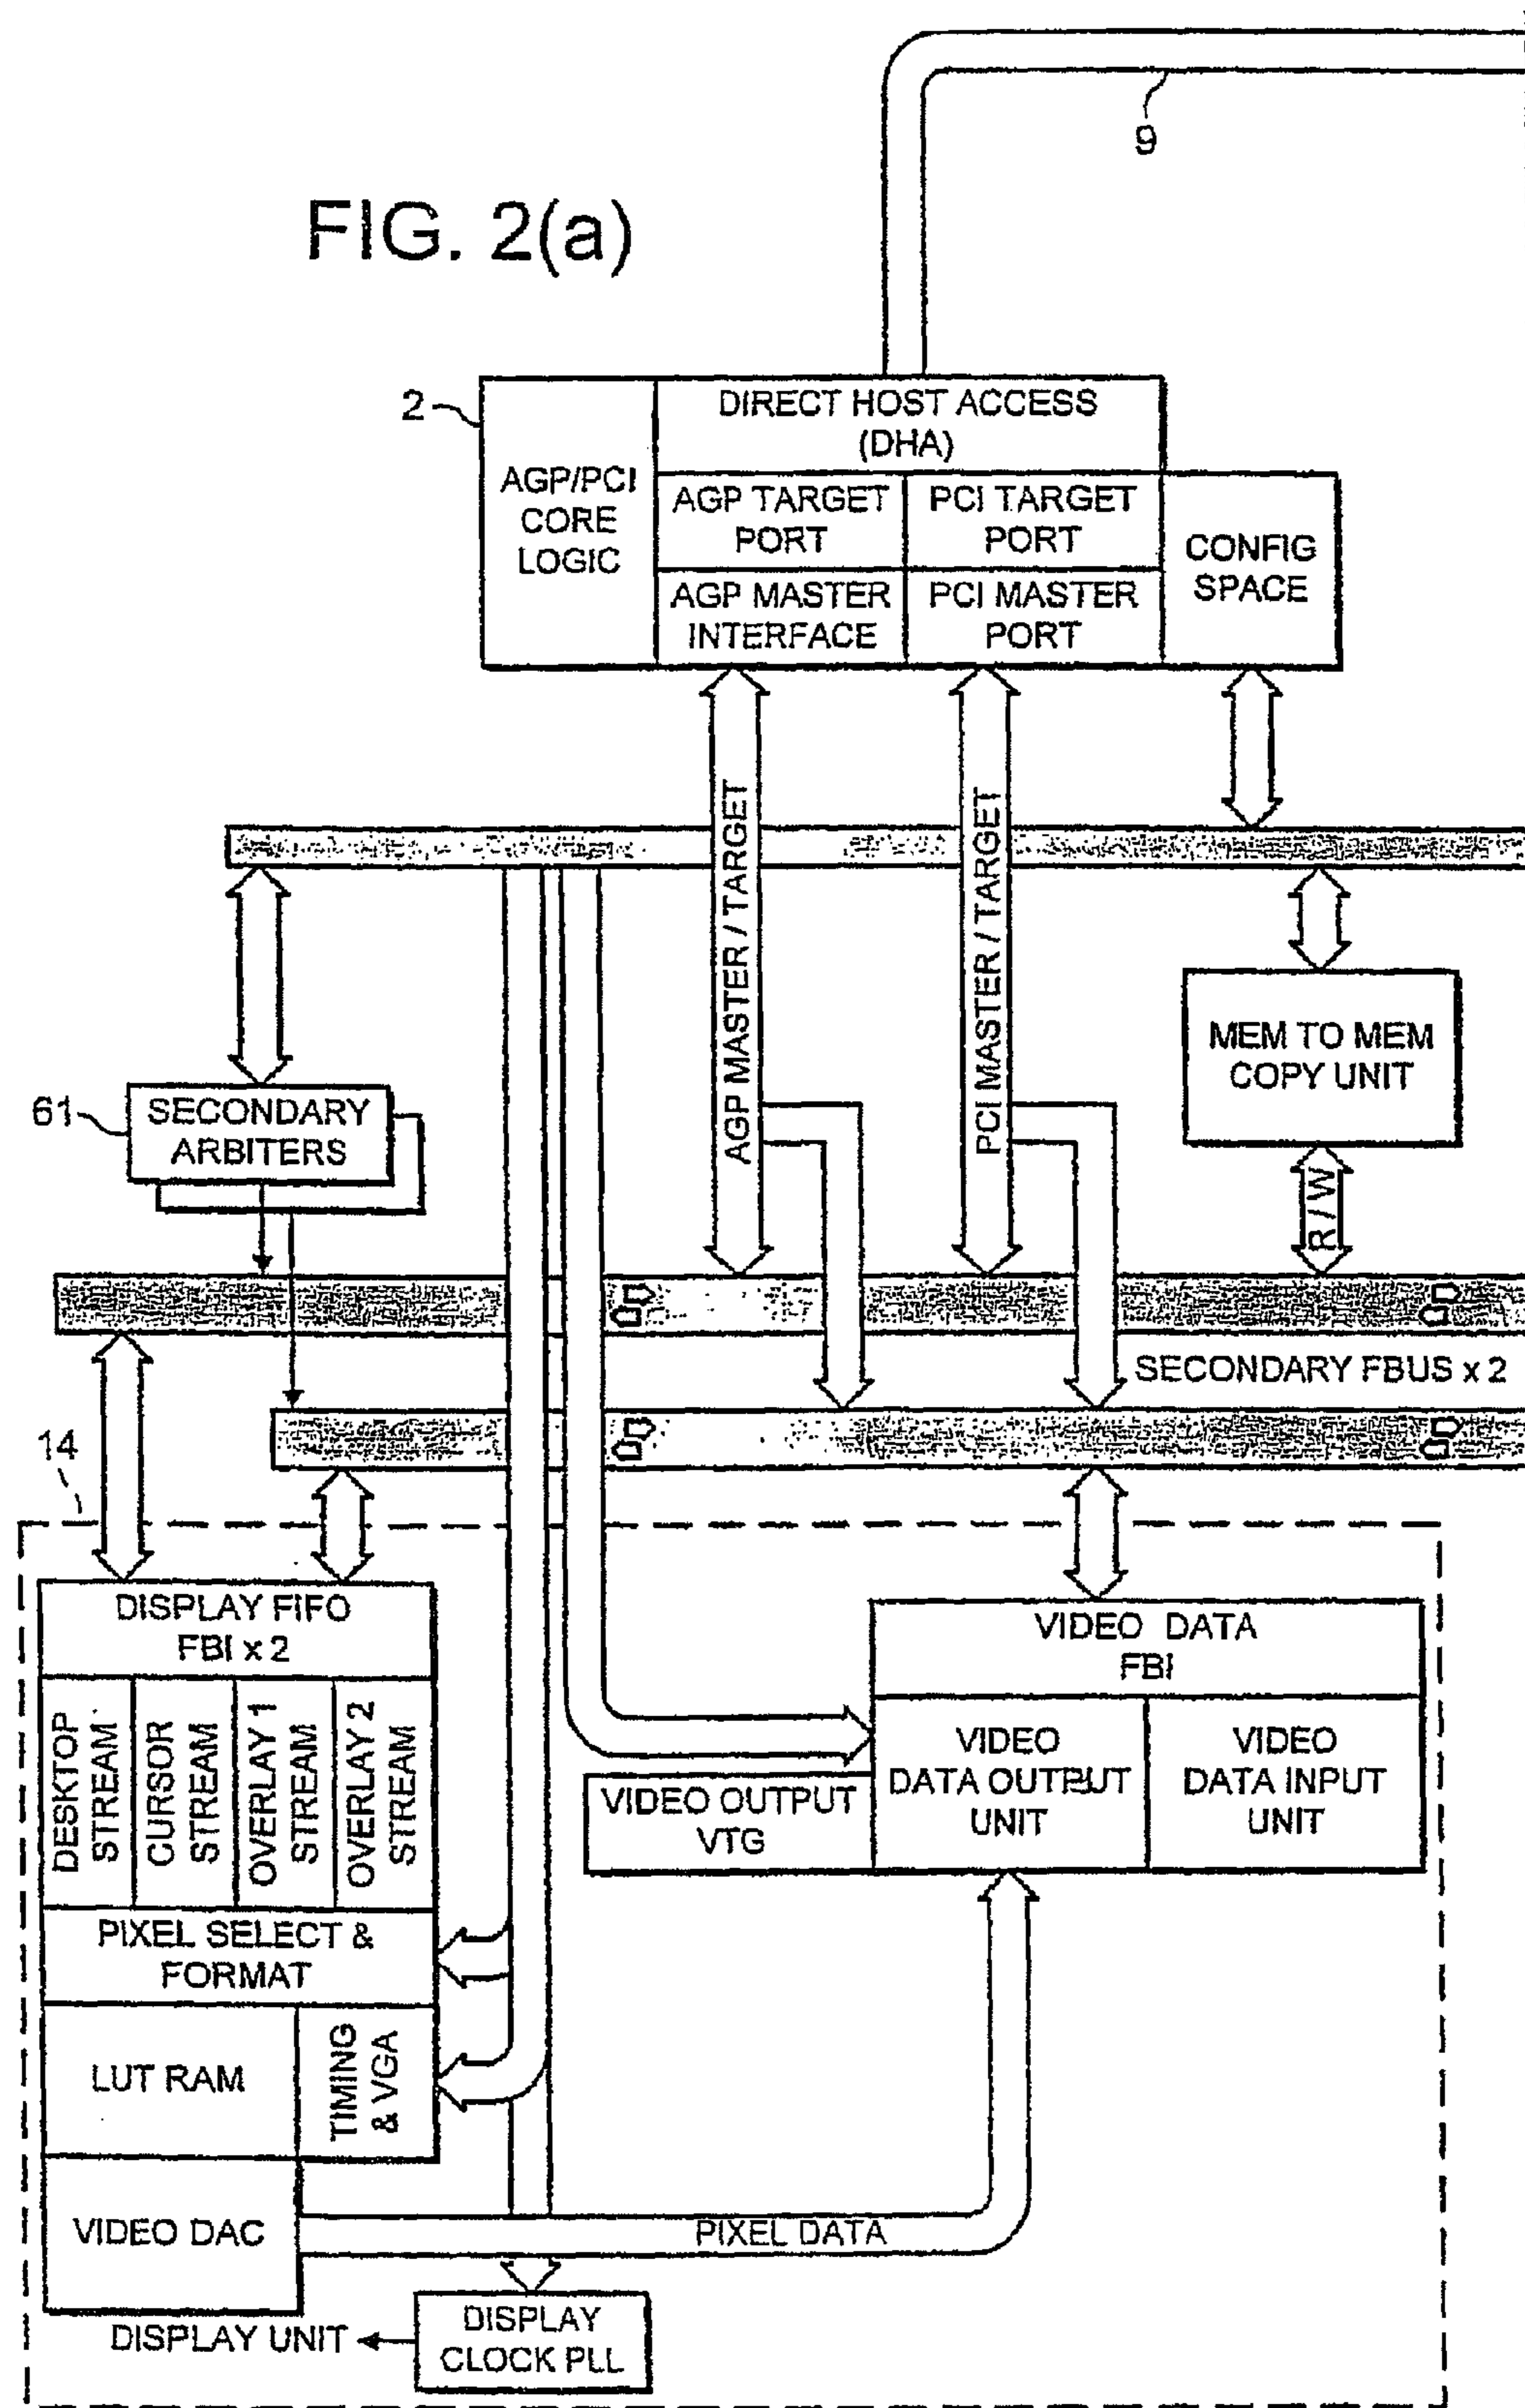 9
FIG. 2(a)
2
DIRECT HOST ACCESS
(DHA)
AGP/PCI
CORE
LOGIC
AGP TARGET
PORT
PCI TARGET
PORT
CONFIG
SPACE
AGP MASTER
INTERFACE
PCI MASTER
PORT
AGP MASTER / TARGET
PCI MASTER / TARGET
MEM TO MEM
COPY UNIT
61
SECONDARY
ARBITERS
R / W
SECONDARY FBUS x 2
14
DISPLAY FIFO
FBI x 2
DESKTOP
STREAM
CURSOR
STREAM
OVERLAY 1
STREAM
OVERLAY 2
STREAM
VIDEO DATA
FBI
VIDEO
DATA OUTPUT
UNIT
VIDEO
DATA INPUT
UNIT
VIDEO OUTPUT
VTG
PIXEL SELECT &
FORMAT
LUT RAM
TIMING
& VGA
VIDEO DAC
PIXEL DATA
DISPLAY UNIT
DISPLAY
CLOCK PLL